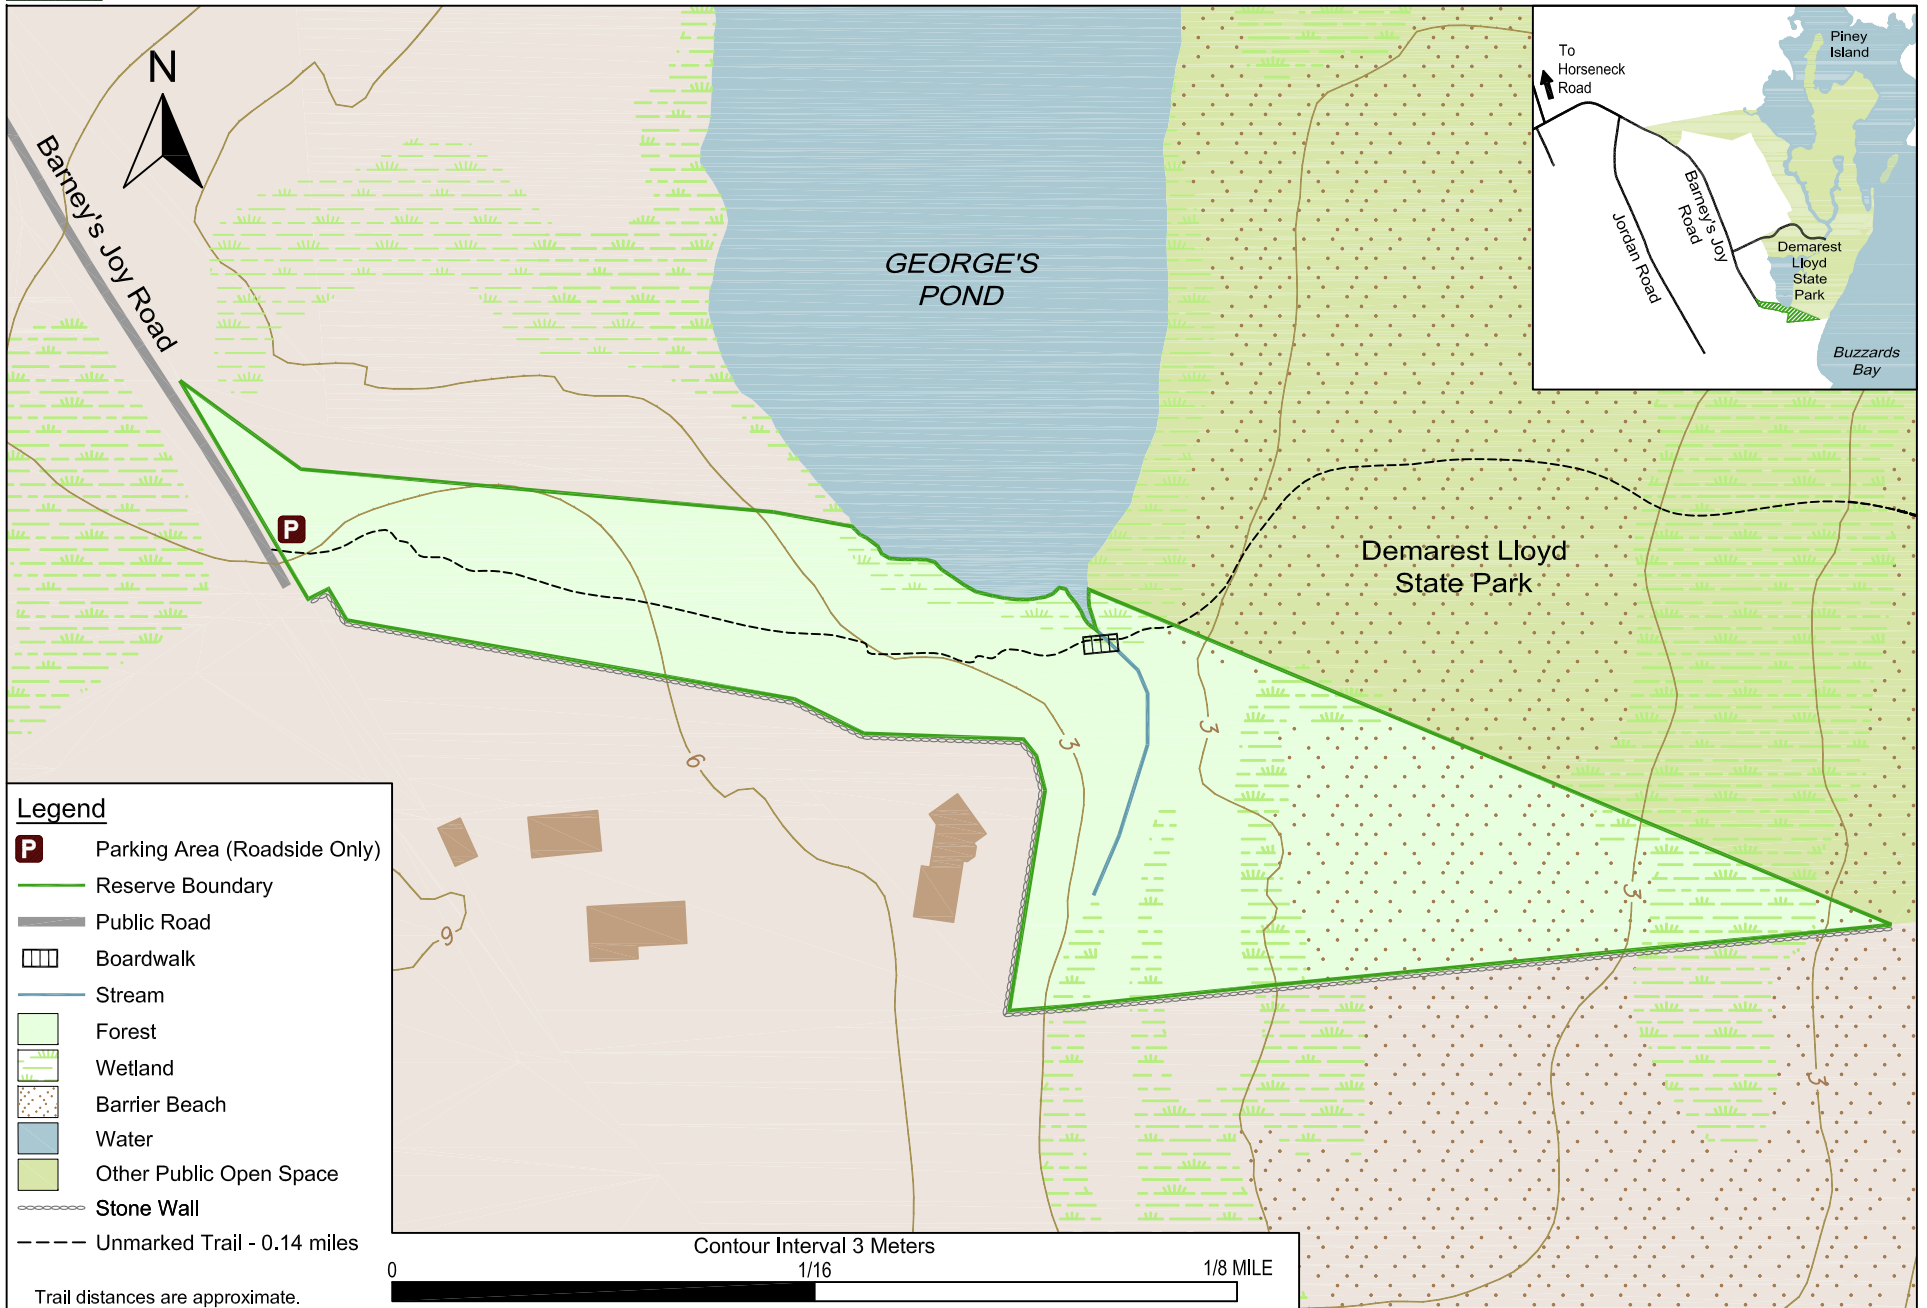 N
Barney's Joy Road
GEORGE'S
POND
Demarest Lloyd
State Park
P
3
3
3
3
6
9
To
Horseneck
Road
Piney
Island
Barney's Joy
Road
Jordan Road
Demarest
Lloyd
State
Park
Buzzards
Bay
Legend
P Parking Area (Roadside Only)
Reserve Boundary
Public Road
Boardwalk
Stream
Forest
Wetland
Barrier Beach
Water
Other Public Open Space
Stone Wall
Unmarked Trail - 0.14 miles
Trail distances are approximate.
Contour Interval 3 Meters
0 1/16 1/8 MILE